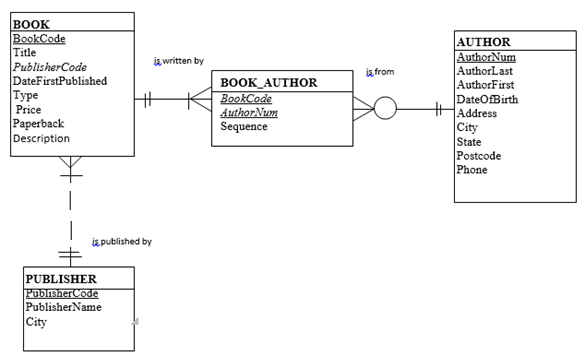 BOOK
BookCode
Title
PublisherCode
DateFirstPublished
Type
Price
Paperback
Description
is written by
BOOK_AUTHOR
BookCode
AuthorNum
Sequence
is from
AUTHOR
AuthorNum
AuthorLast
AuthorFirst
DateOfBirth
Address
City
State
Postcode
Phone
is published by
PUBLISHER
PublisherCode
PublisherName
City